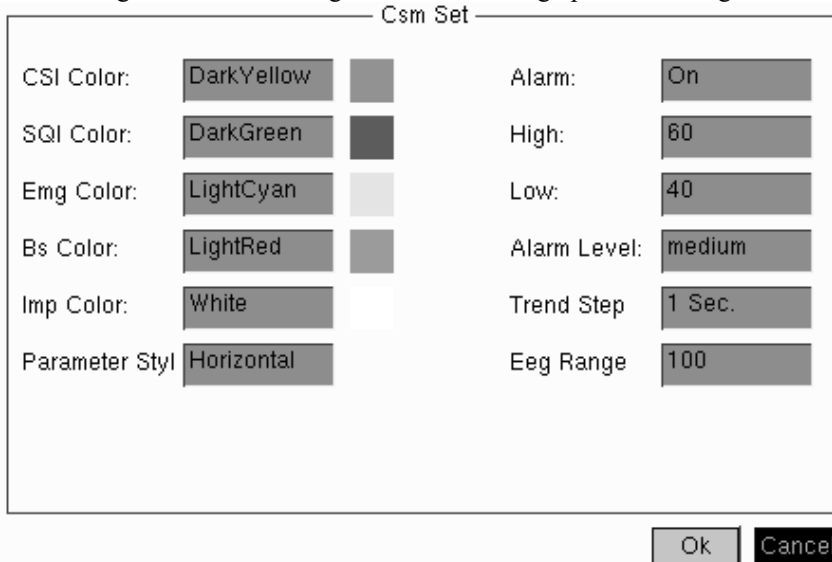 Csm Set
CSI Color: DarkYellow
SQI Color: DarkGreen
Emg Color: LightCyan
Bs Color: LightRed
Imp Color: White
Parameter Styl Horizontal
Alarm: On
High: 60
Low: 40
Alarm Level: medium
Trend Step 1 Sec.
Eeg Range 100
Ok Cance